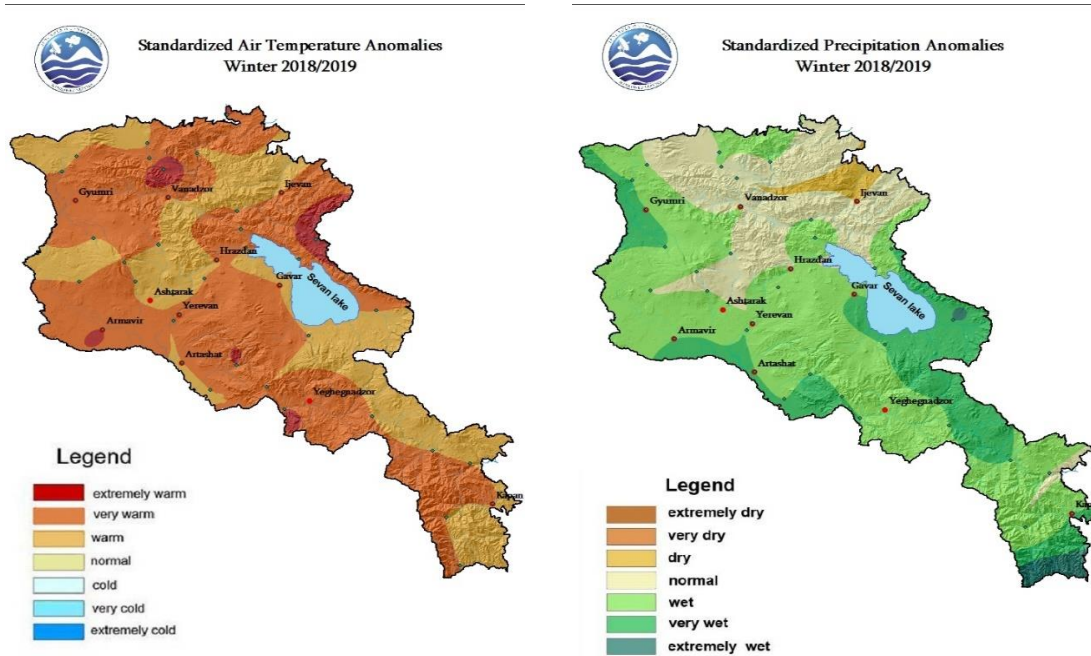 Standardized Air Temperature Anomalies
Winter 2018/2019
Gyumri
Vanadzor
Ijevan
Hrazdan
Gavar
Sevan lake
Ashtarak
Yerevan
Armavir
Artashat
Yeghegnadzor
Kapan
Legend
extremely warm
very warm
warm
normal
cold
very cold
extremely cold
Standardized Precipitation Anomalies
Winter 2018/2019
Ijevan
Gyumri
Vanadzor
Hrazdan
Gavar
Sevan lake
Ashtarak
Yerevan
Armavir
Artashat
Yeghegnadzor
Ka
Legend
extremely dry
very dry
dry
normal
wet
very wet
extremely wet